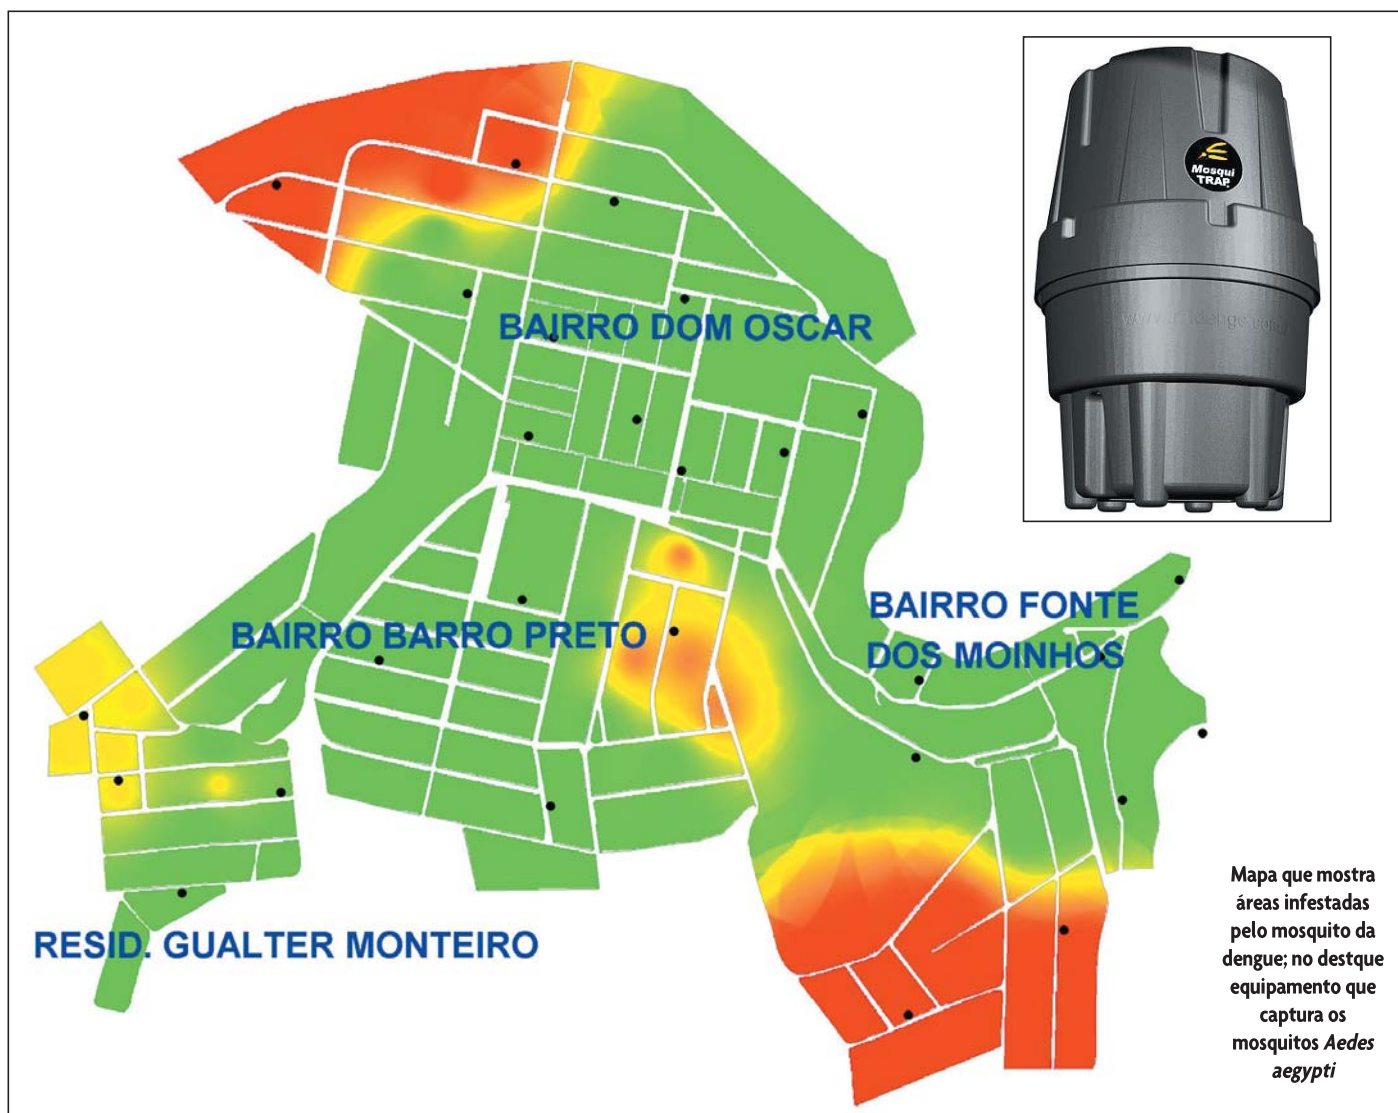 Mosqui
TRAP
BAIRRO DOM OSCAR
BAIRRO FONTE
DOS MOINHOS
BAIRRO BARRO PRETO
RESID. GUALTER MONTEIRO
Mapa que mostra
áreas infestadas
pelo mosquito da
dengue; no destque
equipamento que
captura os
mosquitos Aedes
aegypti